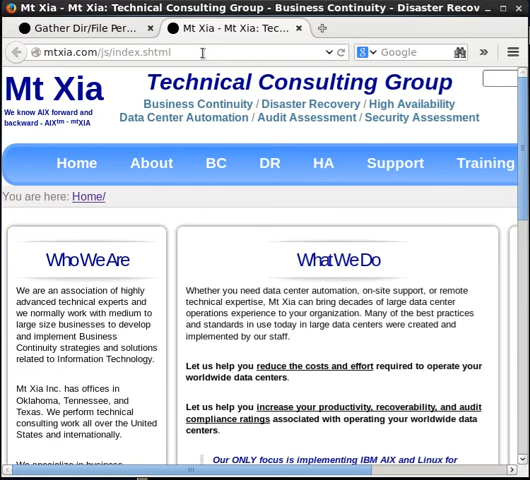 Mt Xia: Technical Consulting Group - Business Continuity - Disaster Recov
Gather Dir/File Per...
Mt Xia - Mt Xia: Tec...
mtxia.com/js/index.shtml
Google
Mt Xia
We know AIX forward and
backward - AIXtm - mtXIA
Technical Consulting Group
Business Continuity / Disaster Recovery / High Availability
Data Center Automation / Audit Assessment / Security Assessment
Home About BC DR HA Support Training
You are here: Home/
Who We Are
We are an association of highly
advanced technical experts and
we normally work with medium to
large size businesses to develop
and implement Business
Continuity strategies and solutions
related to Information Technology.
Mt Xia Inc. has offices in
Oklahoma, Tennessee, and
Texas. We perform technical
consulting work all over the United
States and internationally.
We specialize in business
What We Do
Whether you need data center automation, on-site support, or remote
technical expertise, Mt Xia can bring decades of large data center
operations experience to your organization. Many of the best practices
and standards in use today in large data centers were created and
implemented by our staff.
Let us help you reduce the costs and effort required to operate your
worldwide data centers.
Let us help you increase your productivity, recoverability, and audit
compliance ratings associated with operating your worldwide data
centers.
Our ONLY focus is implementing IBM AIX and Linux for